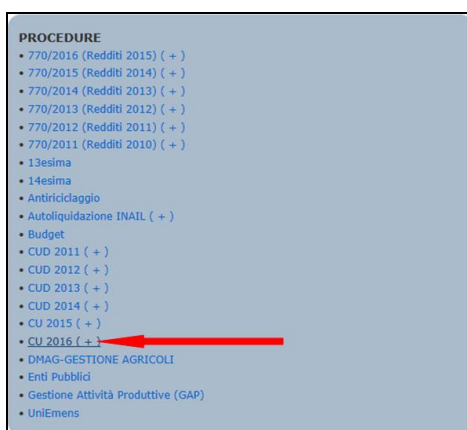 PROCEDURE
• 770/2016 (Redditi 2015) ( + )
• 770/2015 (Redditi 2014) ( + )
• 770/2014 (Redditi 2013) ( + )
• 770/2013 (Redditi 2012) ( + )
• 770/2012 (Redditi 2011) ( + )
• 770/2011 (Redditi 2010) ( + )
• 13esima
• 14esima
• Antiriciclaggio
• Autoliquidazione INAIL ( + )
• Budget
• CUD 2011 ( + )
• CUD 2012 ( + )
• CUD 2013 ( + )
• CUD 2014 ( + )
• CU 2015 ( + )
• CU 2016 ( + )
• DMAG-GESTIONE AGRICOLI
• Enti Pubblici
• Gestione Attività Produttive (GAP)
• UniEmens